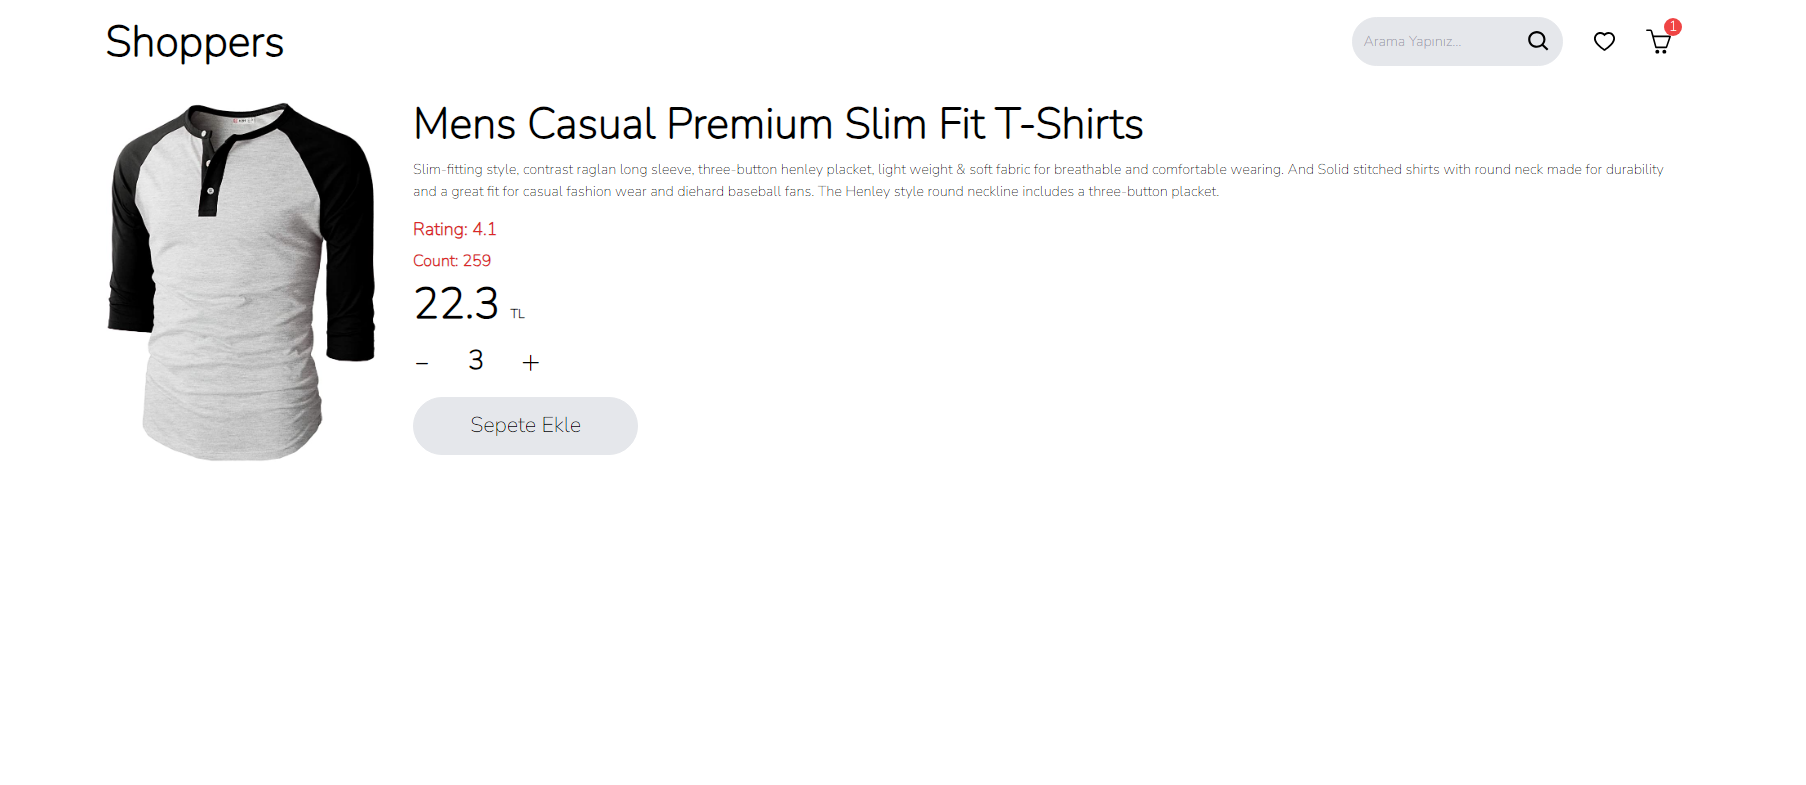 Shoppers
Arama Yapınız...
1
Mens Casual Premium Slim Fit T-Shirts
Slim-fitting style, contrast raglan long sleeve, three-button henley placket, light weight & soft fabric for breathable and comfortable wearing. And Solid stitched shirts with round neck made for durability
and a great fit for casual fashion wear and diehard baseball fans. The Henley style round neckline includes a three-button placket.
Rating: 4.1
Count: 259
22.3 TL
- 3 +
Sepete Ekle